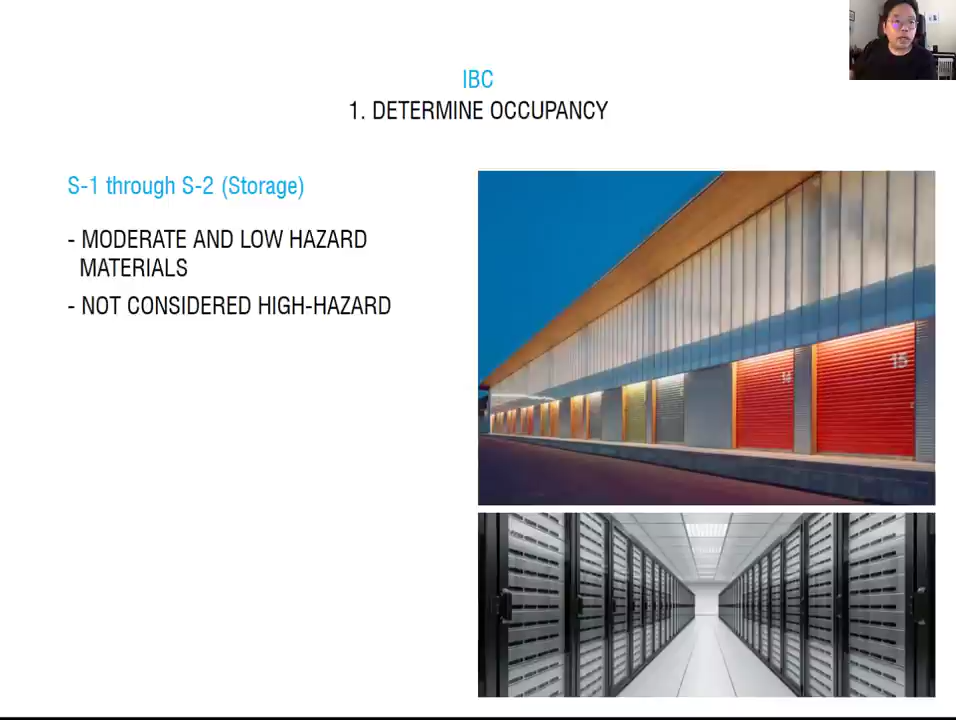 IBC
1. DETERMINE OCCUPANCY
S-1 through S-2 (Storage)
- MODERATE AND LOW HAZARD
MATERIALS
- NOT CONSIDERED HIGH-HAZARD
14
15